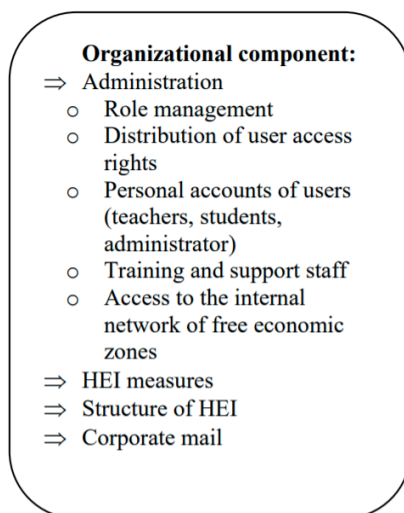 Organizational component:
⇒ Administration
o Role management
o Distribution of user access
rights
o Personal accounts of users
(teachers, students,
administrator)
o Training and support staff
o Access to the internal
network of free economic
zones
⇒ HEI measures
⇒ Structure of HEI
⇒ Corporate mail